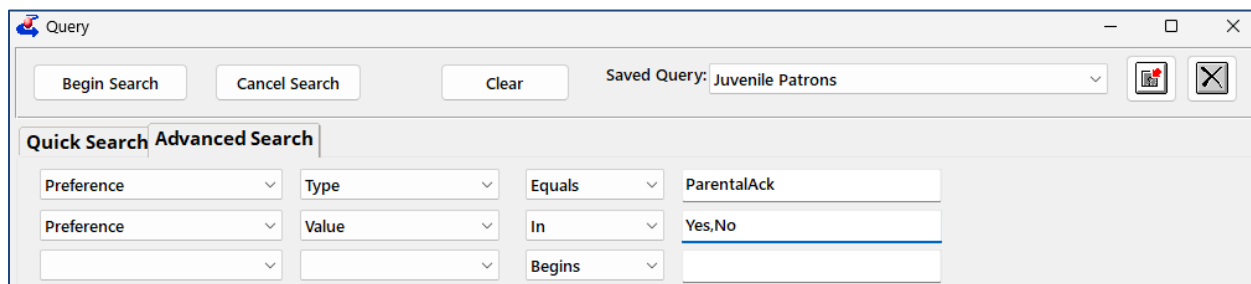 Query
Begin Search Cancel Search Clear Saved Query: Juvenile Patrons
Quick Search Advanced Search
Preference Type Equals ParentalAck
Preference Value In Yes,No
Begins